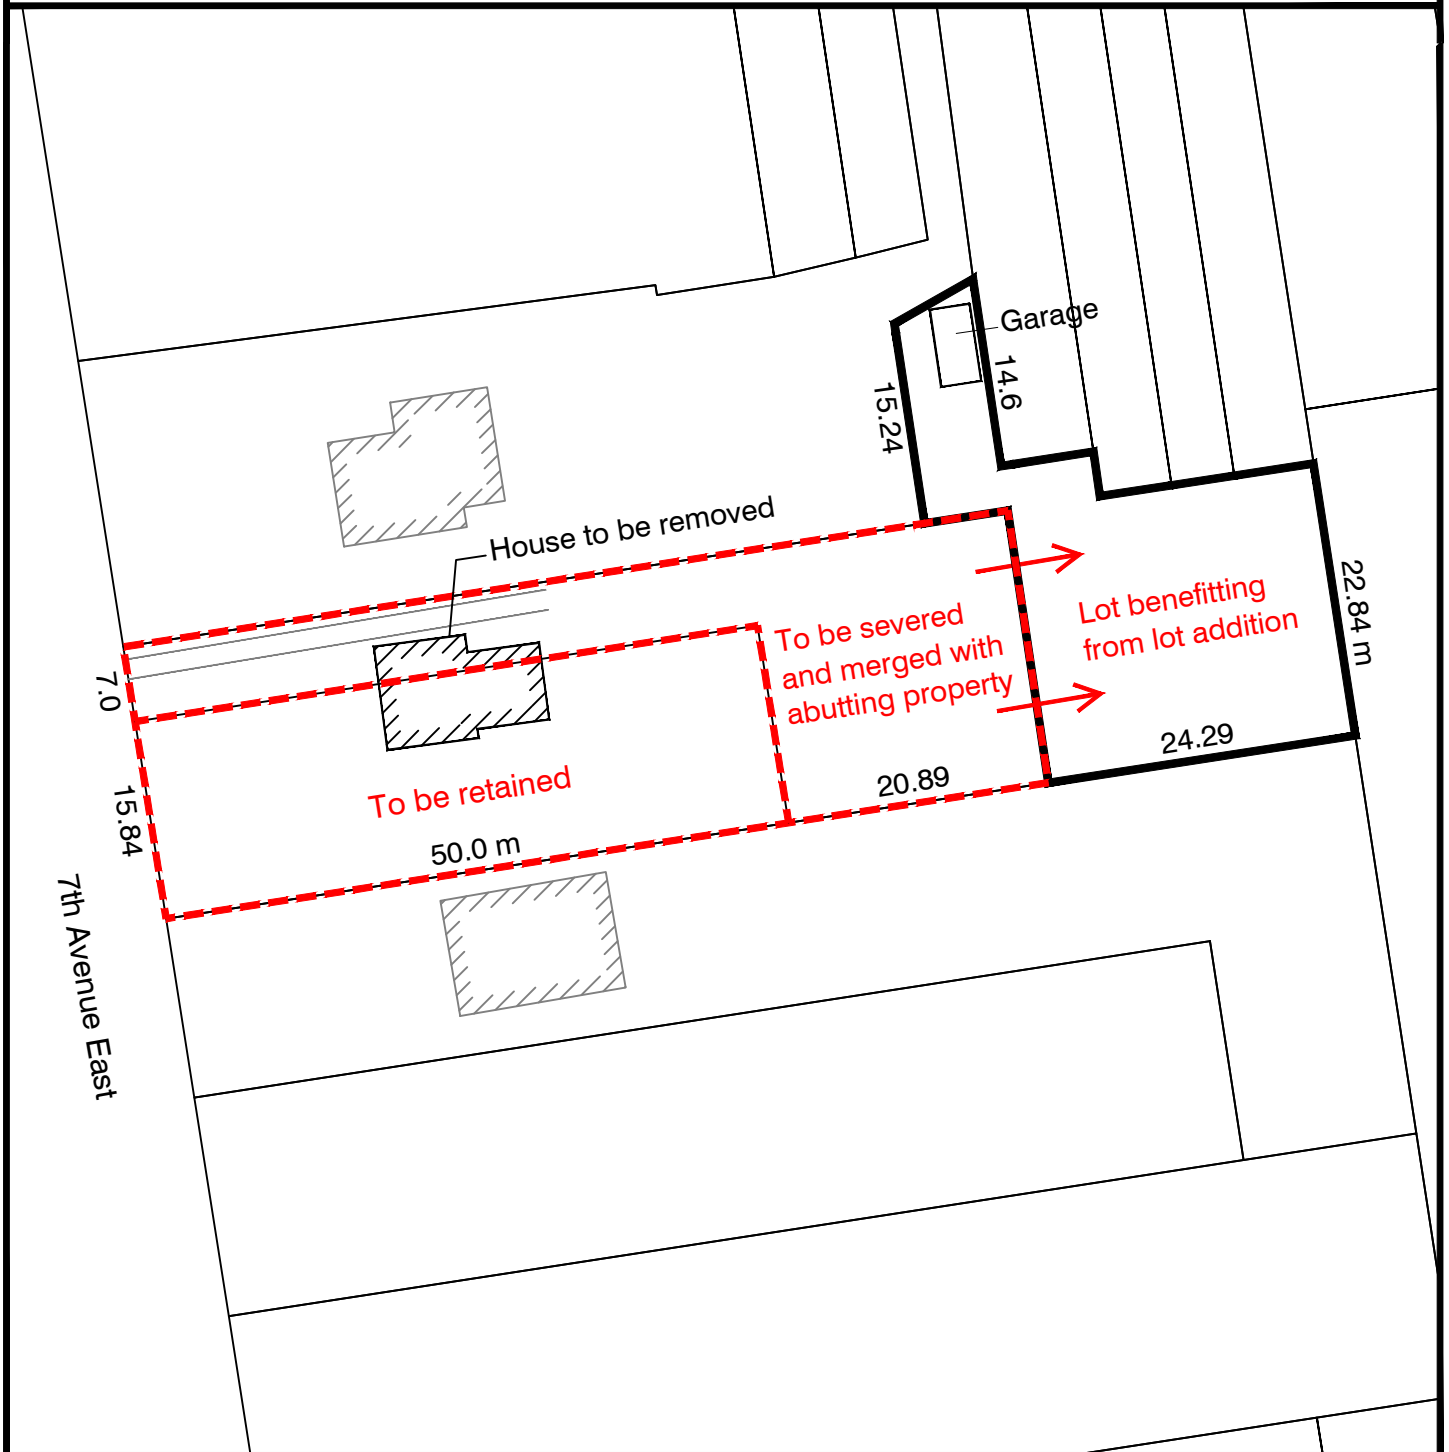 Garage
14.6
15.24
House to be removed
22.84 m
Lot benefitting
from lot addition
To be severed
and merged with
abutting property
7.0
24.29
20.89
To be retained
15.84
50.0 m
7th Avenue East